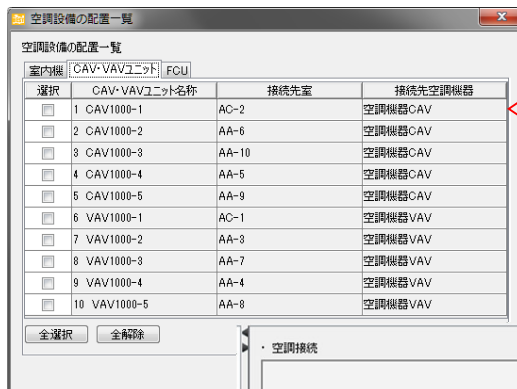 空調設備の配置一覧
空調設備の配置一覧
室内機 CAV・VAVユニット FCU
選択 CAV・VAVユニット名称 接続先室 接続先空調機器
1 CAV1000-1 AC-2 空調機器CAV
2 CAV1000-2 AA-6 空調機器CAV
3 CAV1000-3 AA-10 空調機器CAV
4 CAV1000-4 AA-5 空調機器CAV
5 CAV1000-5 AA-9 空調機器CAV
6 VAV1000-1 AC-1 空調機器VAV
7 VAV1000-2 AA-3 空調機器VAV
8 VAV1000-3 AA-7 空調機器VAV
9 VAV1000-4 AA-4 空調機器VAV
10 VAV1000-5 AA-8 空調機器VAV
全選択 全解除
・ 空調接続